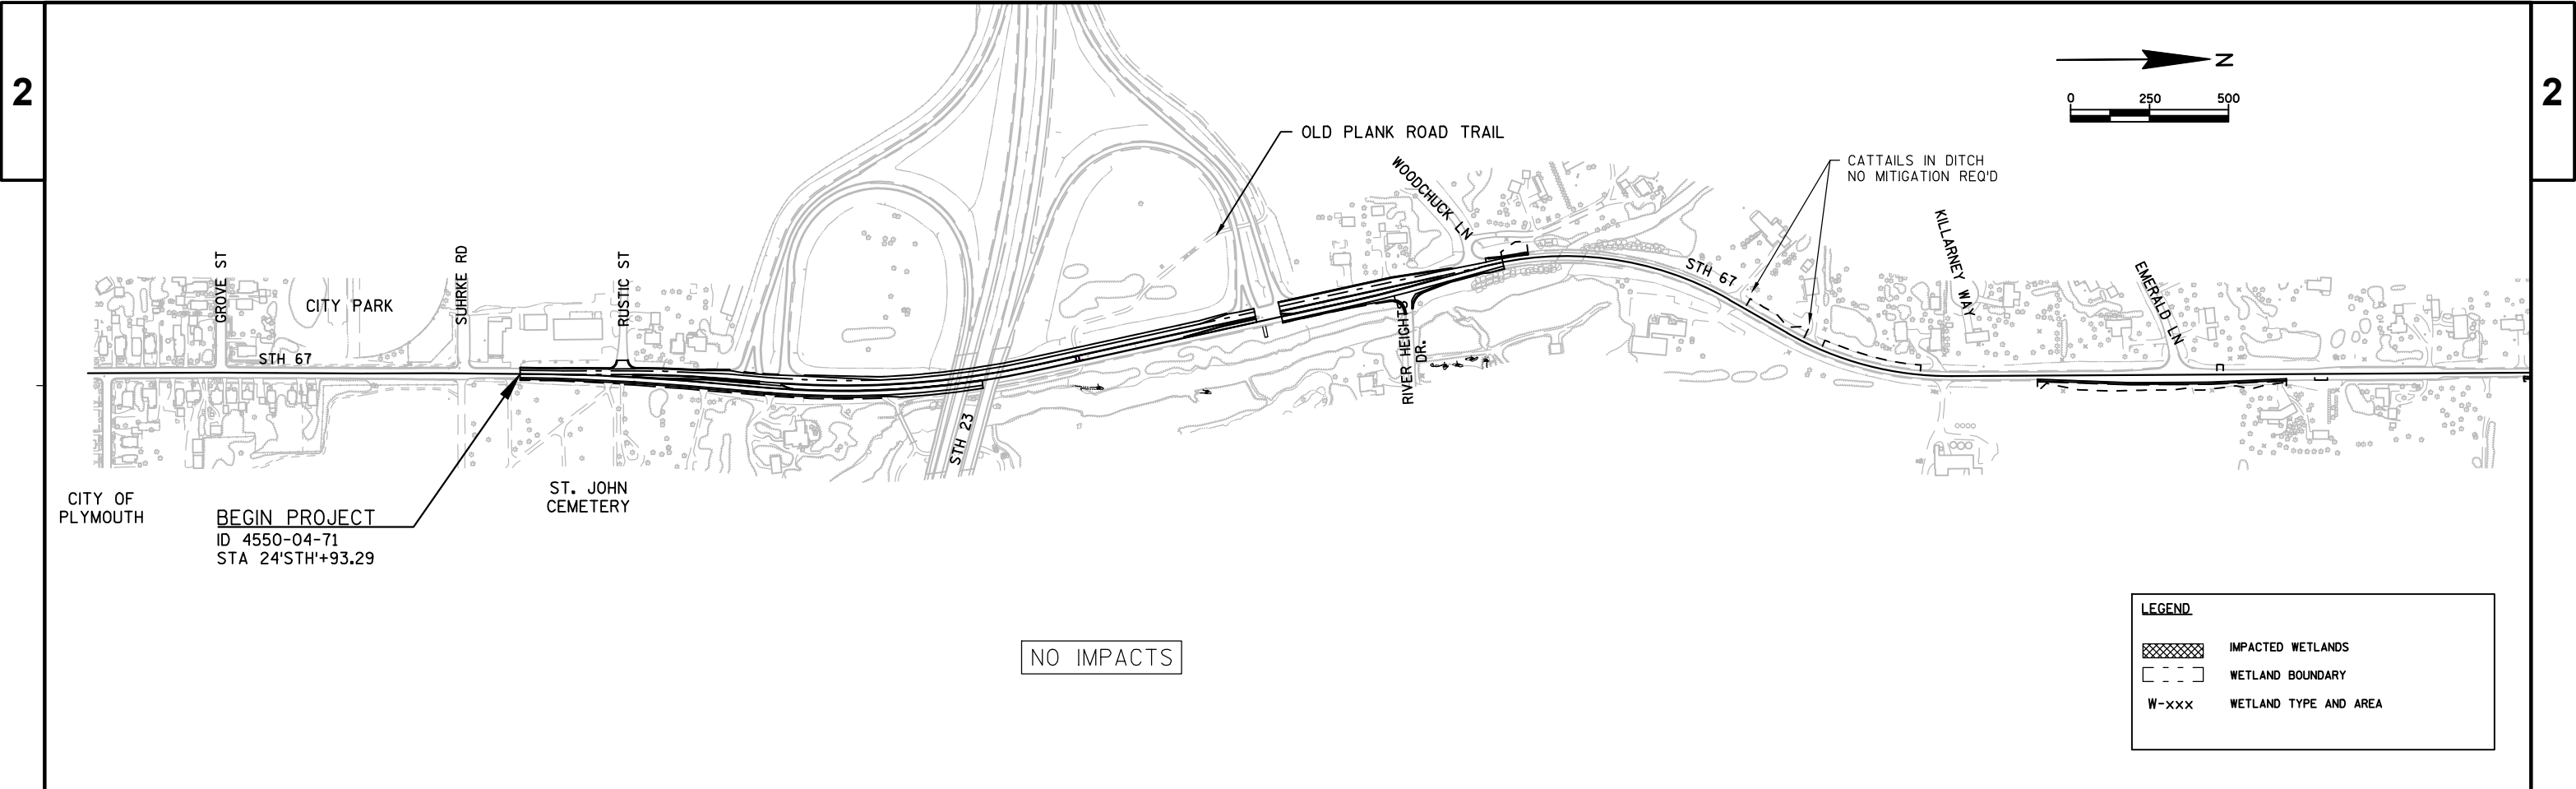 2
2
N
0 250 500
OLD PLANK ROAD TRAIL
WOODCHUCK LN
CATTAILS IN DITCH
NO MITIGATION REQ'D
GROVE ST
CITY PARK
SUHRKE RD
RUSTIC ST
STH 67
STH 67
KILLARNEY WAY
EMERALD LN
RIVER HEIGHTS
DR.
STH 23
CITY OF
PLYMOUTH
BEGIN PROJECT
ID 4550-04-71
STA 24'STH'+93.29
ST. JOHN
CEMETERY
NO IMPACTS
LEGEND
IMPACTED WETLANDS
WETLAND BOUNDARY
W-xxx WETLAND TYPE AND AREA